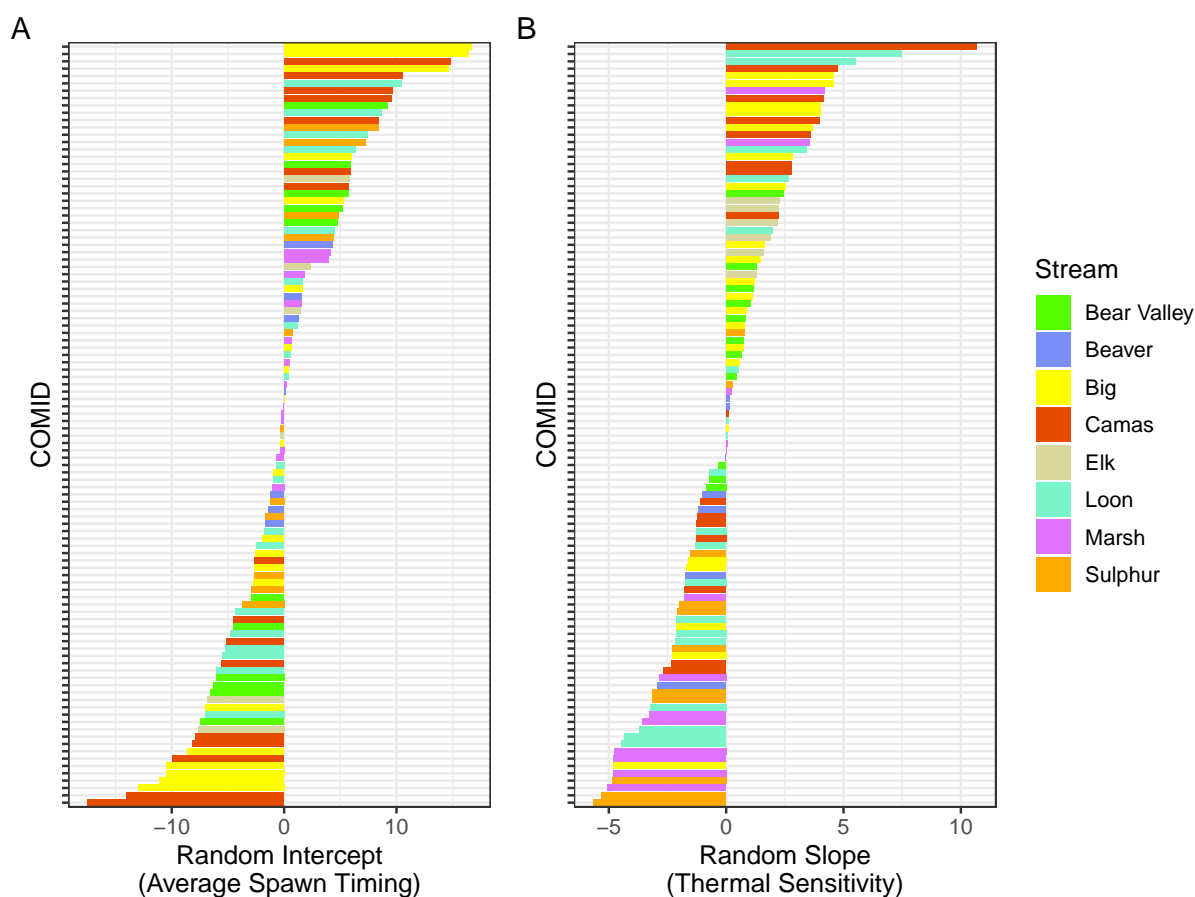 A
B
COMID
COMID
−10
0
10
−5
0
5
10
Random Intercept
(Average Spawn Timing)
Random Slope
(Thermal Sensitivity)
Stream
Bear Valley
Beaver
Big
Camas
Elk
Loon
Marsh
Sulphur